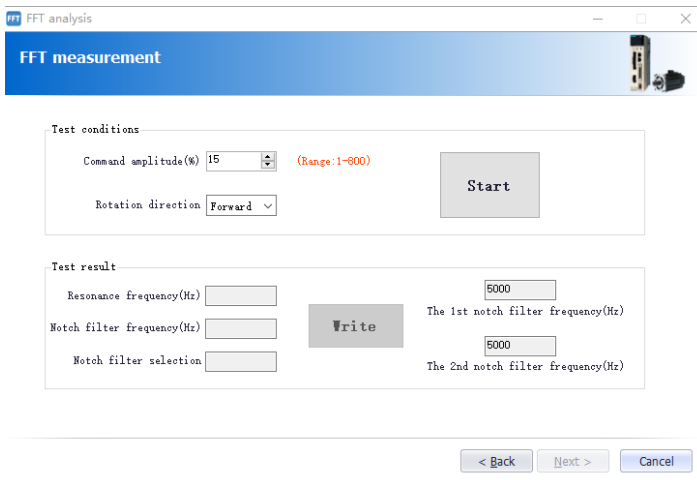 FFT FFT analysis
FFT measurement
Test conditions
Command amplitude(%) 15 (Range:1-800)
Start
Rotation direction Forward
Test result
Resonance frequency(Hz)
5000
The 1st notch filter frequency(Hz)
Notch filter frequency(Hz)
Write
5000
Notch filter selection
The 2nd notch filter frequency(Hz)
< Back Next > Cancel